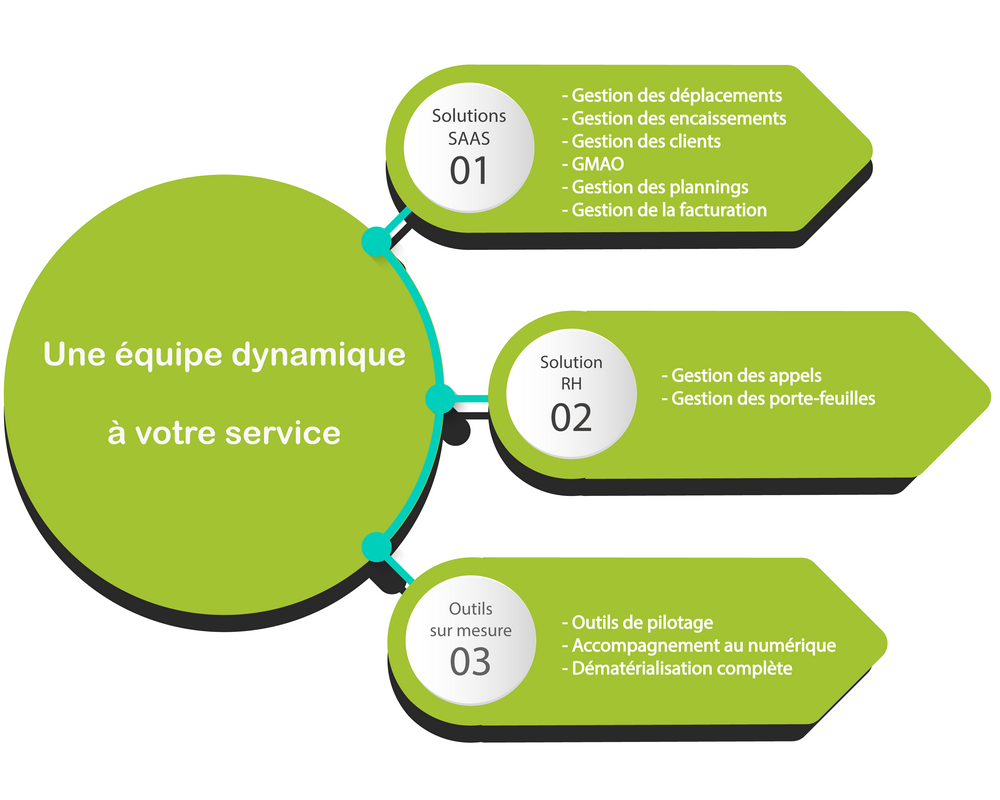 Une équipe dynamique
à votre service
Solutions
SAAS
01
- Gestion des déplacements
- Gestion des encaissements
- Gestion des clients
- GMAO
- Gestion des plannings
- Gestion de la facturation
Solution
RH
02
- Gestion des appels
- Gestion des porte-feuilles
Outils
sur mesure
03
- Outils de pilotage
- Accompagnement au numérique
- Dématérialisation complète